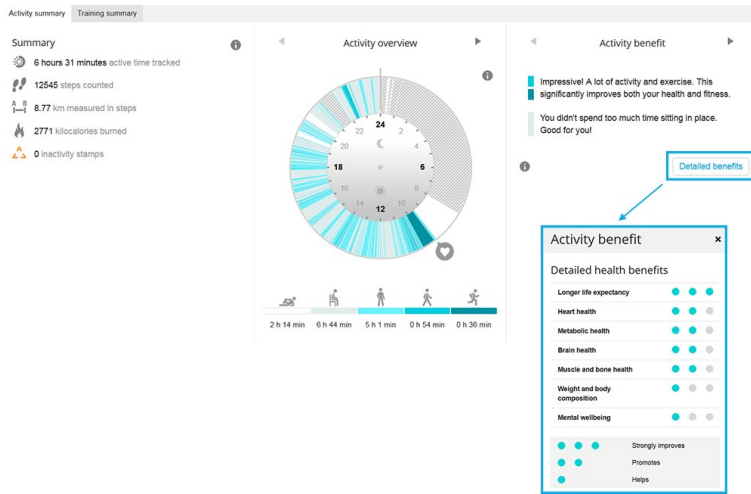 Activity summary
Training summary
Summary
6 hours 31 minutes active time tracked
12545 steps counted
A B
8.77 km measured in steps
2771 kilocalories burned
0 inactivity stamps
Activity overview
24
22
2
20
4
18
6
16
8
14
10
12
2 h 14 min
6 h 44 min
5 h 1 min
0 h 54 min
0 h 36 min
Activity benefit
Impressive! A lot of activity and exercise. This
significantly improves both your health and fitness.
You didn't spend too much time sitting in place.
Good for you!
Detailed benefits
Activity benefit
×
Detailed health benefits
Longer life expectancy
Heart health
Metabolic health
Brain health
Muscle and bone health
Weight and body
composition
Mental wellbeing
Strongly improves
Promotes
Helps